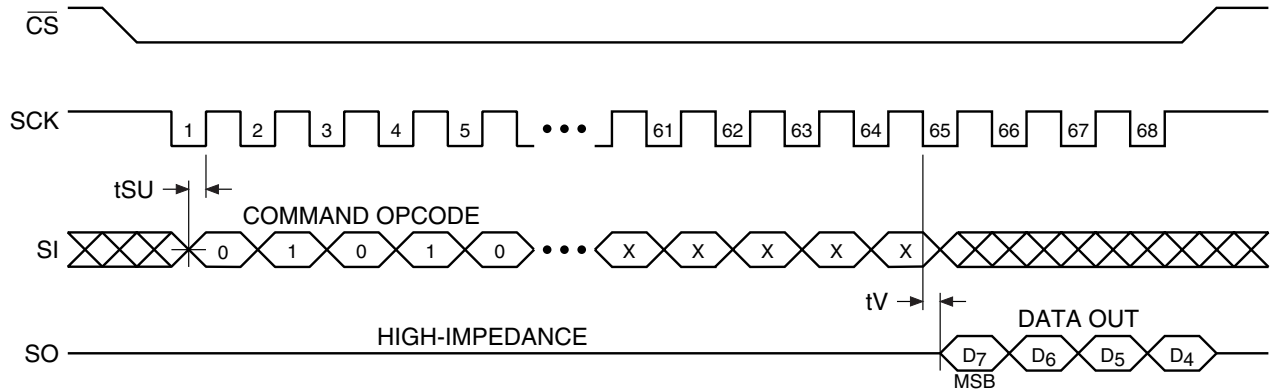 CS
SCK
1 2 3 4 5 ••• 61 62 63 64 65 66 67 68
tSU
COMMAND OPCODE
SI
0 1 0 1 0 ••• X X X X X
tV
HIGH-IMPEDANCE
DATA OUT
SO
D7 D6 D5 D4
MSB